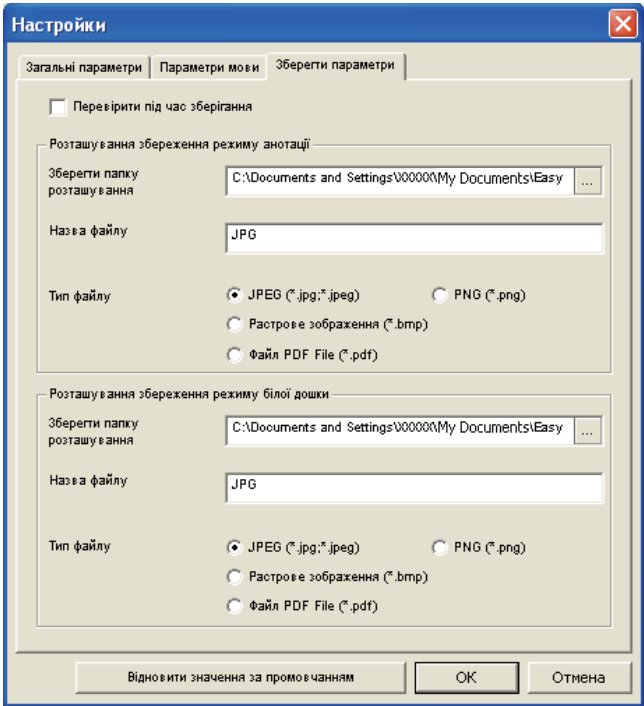 Настройки
Загальні параметри Параметри мови Зберегти параметри
Перевірити під час зберігання
Розташування збереження режиму анотації
Зберегти папку
розташування
C:\Documents and Settings\XXXXX\My Documents\Easy ...
Назва файлу JPG
Тип файлу JPEG (*.jpg;*.jpeg) PNG (*.png)
Растрове зображення (*.bmp)
Файл PDF File (*.pdf)
Розташування збереження режиму білої дошки
Зберегти папку
розташування
C:\Documents and Settings\XXXXX\My Documents\Easy ...
Назва файлу JPG
Тип файлу JPEG (*.jpg;*.jpeg) PNG (*.png)
Растрове зображення (*.bmp)
Файл PDF File (*.pdf)
Відновити значення за промовчанням OK Отмена